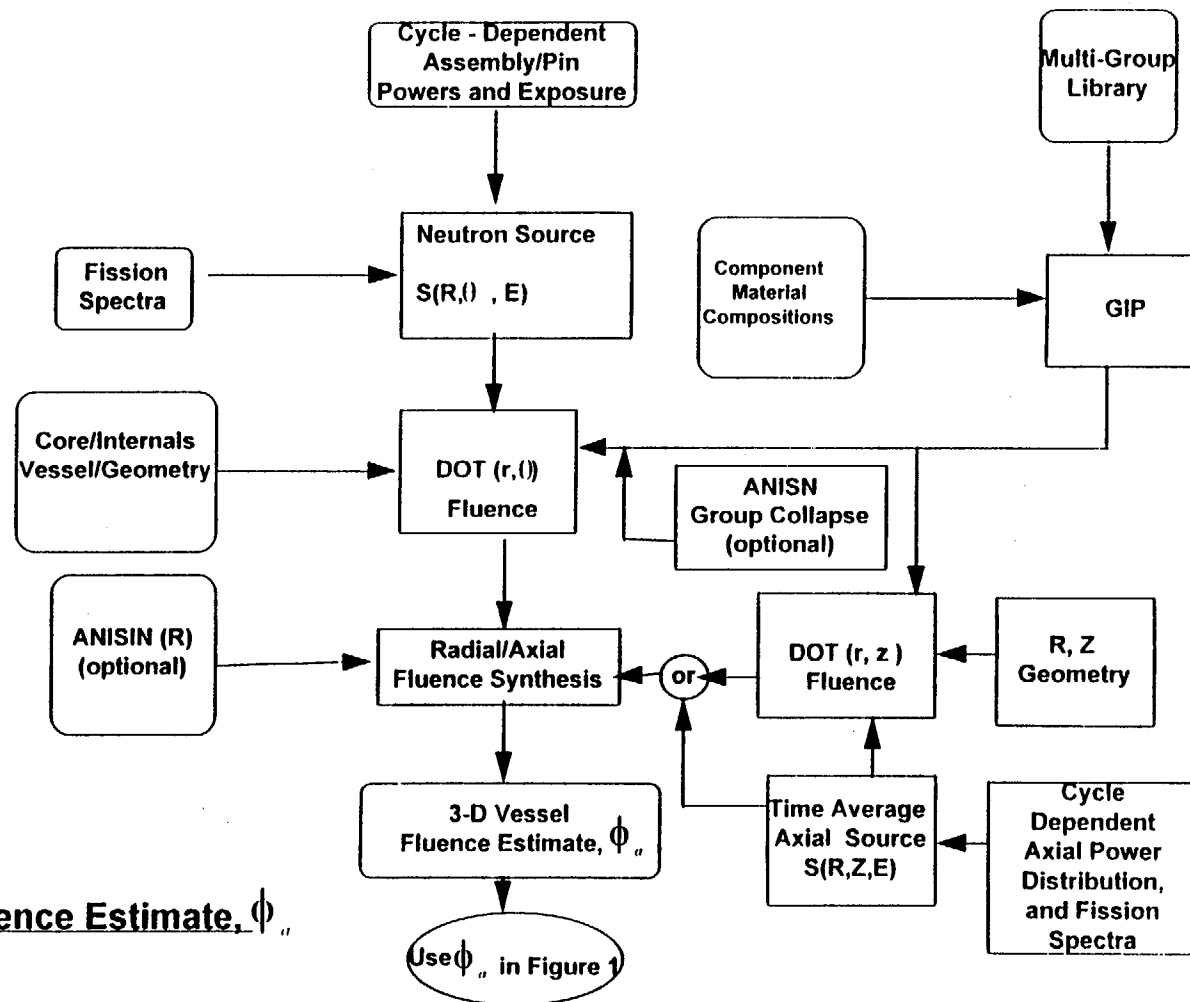 Cycle - Dependent
Assembly/Pin
Powers and Exposure
Multi-Group
Library
Fission
Spectra
Neutron Source
S(R,() , E)
Component
Material
Compositions
GIP
Core/Internals
Vessel/Geometry
DOT (r,())
Fluence
ANISN
Group Collapse
(optional)
ANISIN (R)
(optional)
Radial/Axial
Fluence Synthesis
or
DOT (r, z )
Fluence
R, Z
Geometry
3-D Vessel
Fluence Estimate, ϕ a
Time Average
Axial Source
S(R,Z,E)
Cycle
Dependent
Axial Power
Distribution,
and Fission
Spectra
ence Estimate, ϕ a
Use ϕ a in Figure 1